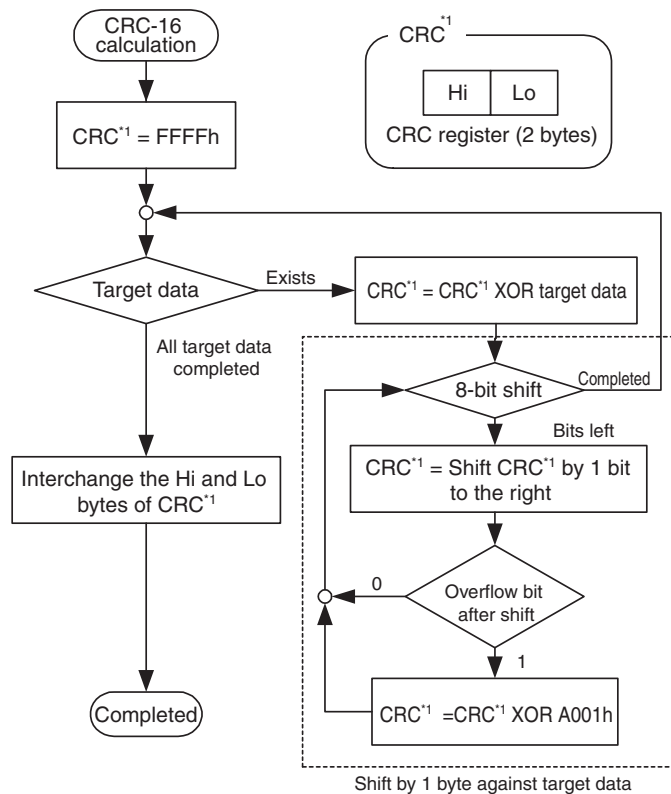 CRC-16
calculation
CRC*1
Hi
Lo
CRC register (2 bytes)
CRC*1 = FFFFh
Target data
Exists
CRC*1 = CRC*1 XOR target data
All target data
completed
8-bit shift
Completed
Bits left
Interchange the Hi and Lo
bytes of CRC*1
CRC*1 = Shift CRC*1 by 1 bit
to the right
0
Overflow bit
after shift
1
Completed
CRC*1 =CRC*1 XOR A001h
Shift by 1 byte against target data